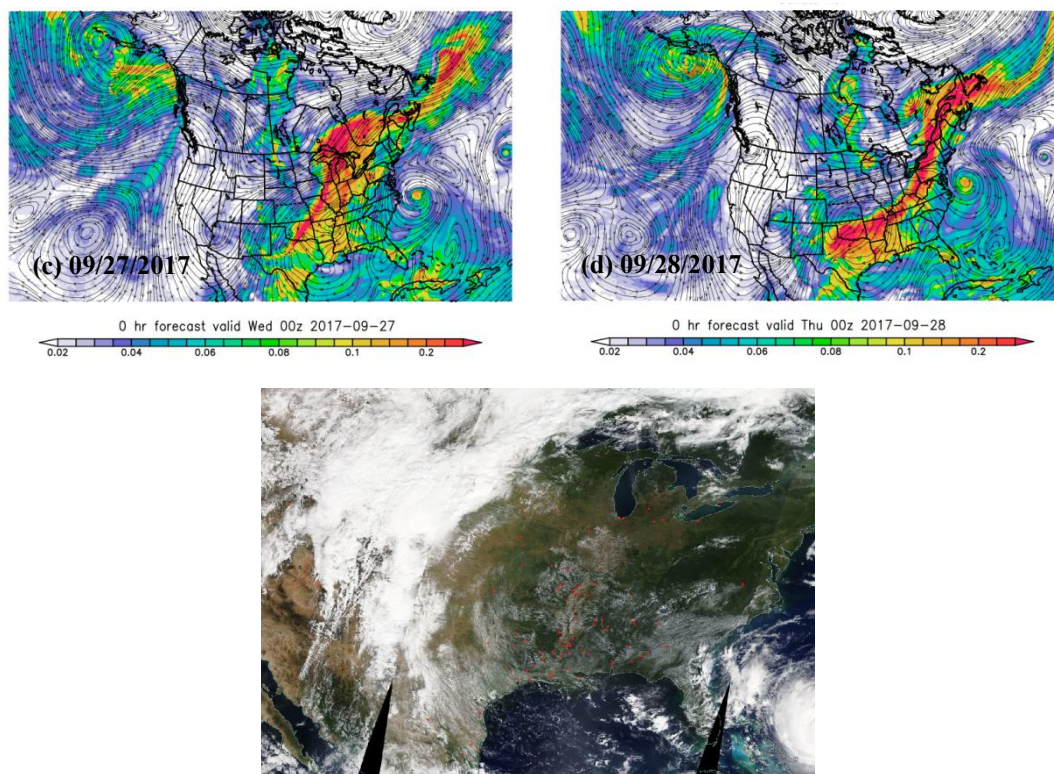 (c) 09/27/2017
0 hr forecast valid Wed 00z 2017-09-27
0.02 0.04 0.06 0.08 0.1 0.2
(d) 09/28/2017
0 hr forecast valid Thu 00z 2017-09-28
0.02 0.04 0.06 0.08 0.1 0.2